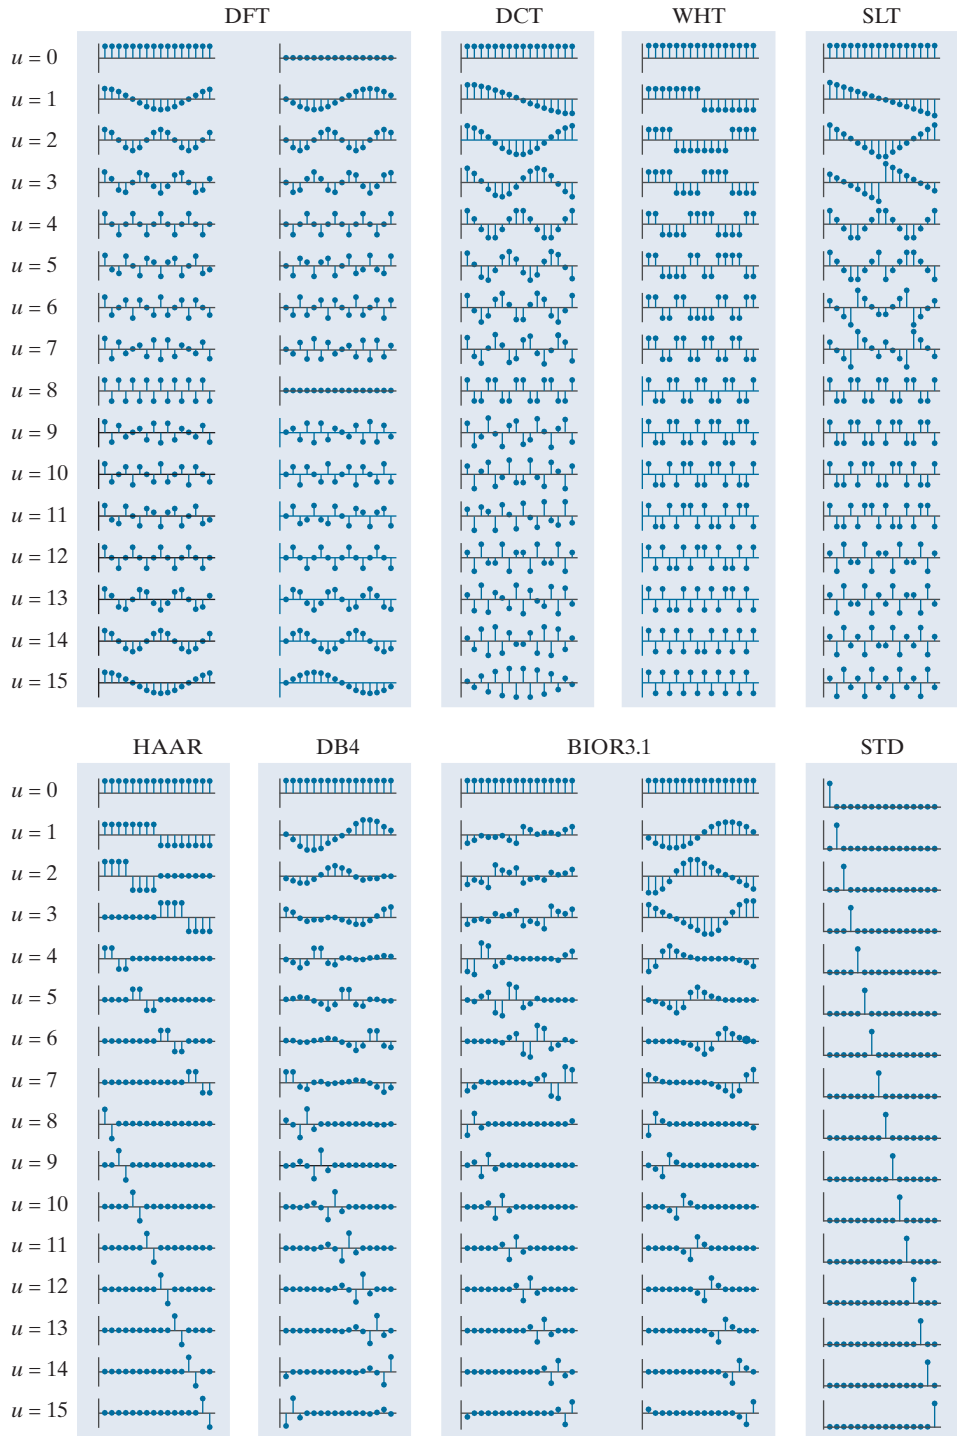 DFT DCT WHT SLT
u = 0
u = 1
u = 2
u = 3
u = 4
u = 5
u = 6
u = 7
u = 8
u = 9
u = 10
u = 11
u = 12
u = 13
u = 14
u = 15
HAAR DB4 BIOR3.1 STD
u = 0
u = 1
u = 2
u = 3
u = 4
u = 5
u = 6
u = 7
u = 8
u = 9
u = 10
u = 11
u = 12
u = 13
u = 14
u = 15